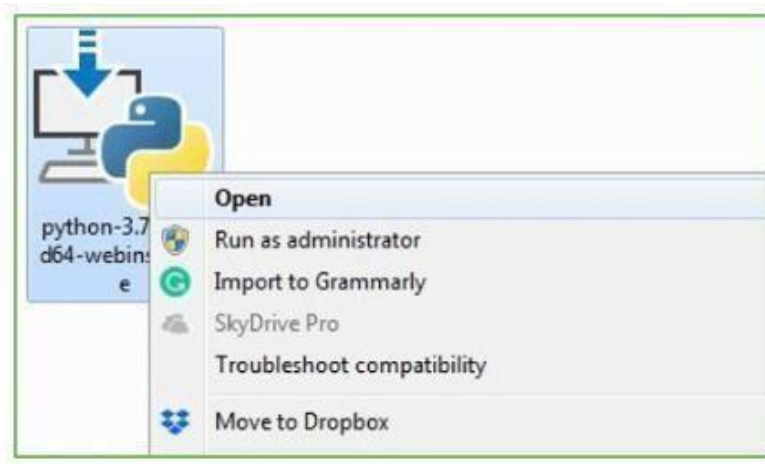 python-3.7
d64-webins
e
Open
Run as administrator
Import to Grammarly
SkyDrive Pro
Troubleshoot compatibility
Move to Dropbox